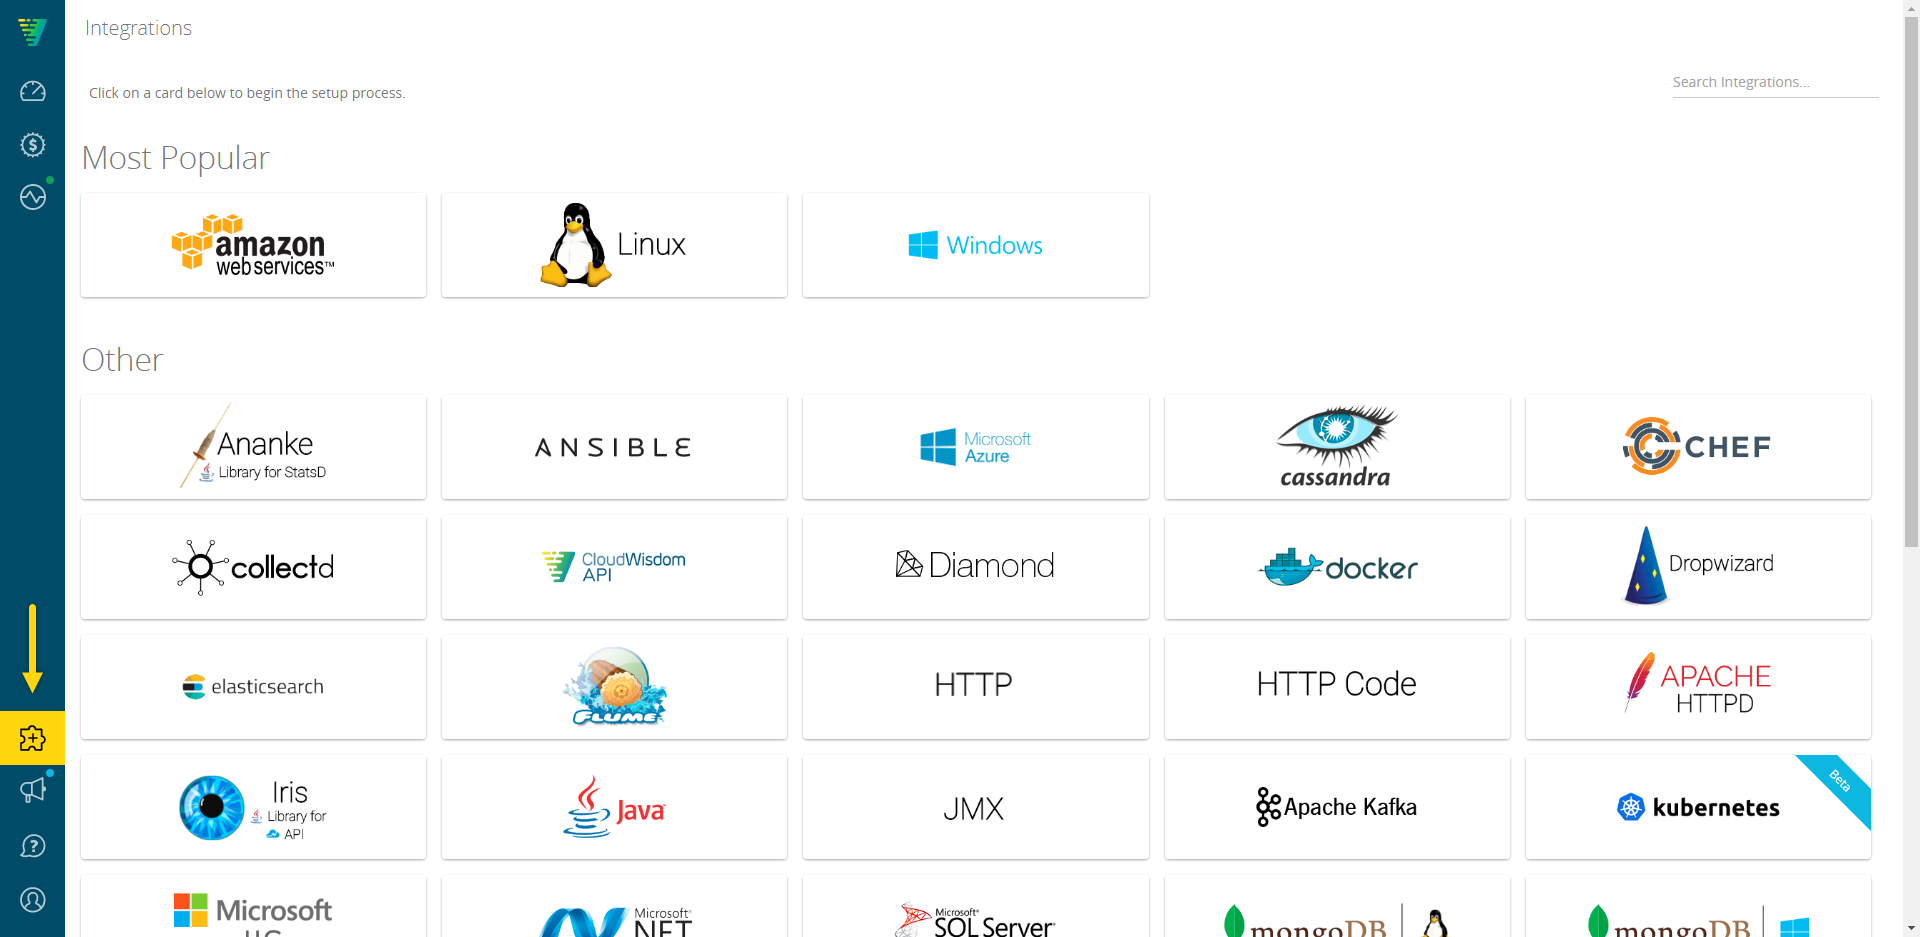 Integrations
Click on a card below to begin the setup process.
Search Integrations...
Most Popular
amazon
web services™
Linux
Windows
Other
Ananke
Library for StatsD
ANSIBLE
Microsoft
Azure
cassandra
CHEF
collectd
CloudWisdom
API
Diamond
docker
Dropwizard
elasticsearch
FLUME
HTTP
HTTP Code
APACHE
HTTPD
Iris
Library for
API
Java
JMX
Apache Kafka
kubernetes
Beta
Microsoft
Microsoft®
.NET
Microsoft®
SQL Server®
mongoDB
mongoDB